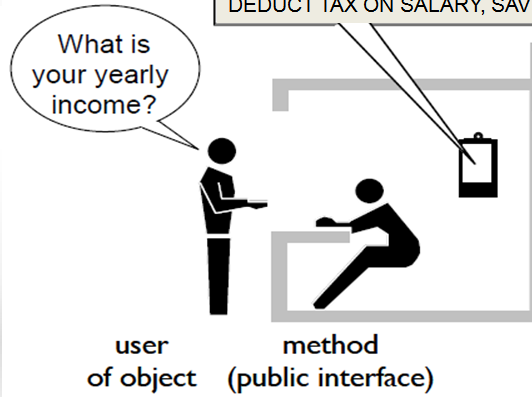 DEDUCT TAX ON SALARY, SAV
What is
your yearly
income?
user
of object
method
(public interface)